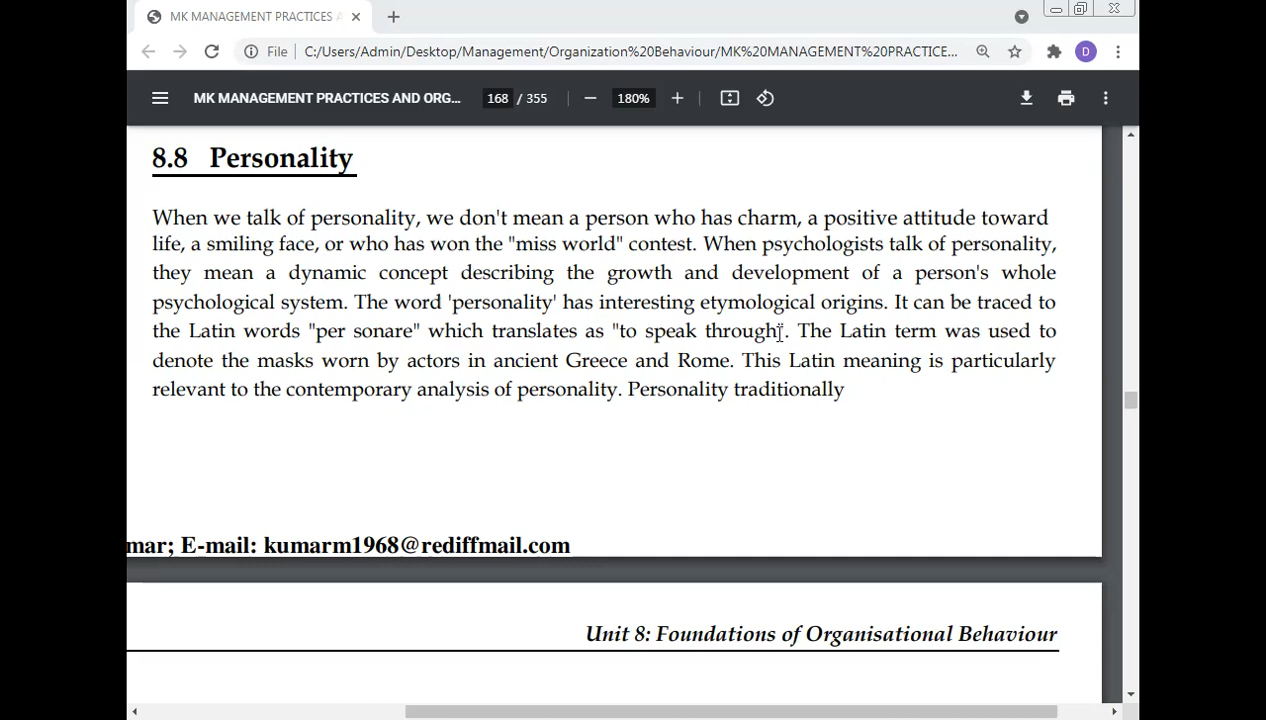 MK MANAGEMENT PRACTICES A
File C:/Users/Admin/Desktop/Management/Organization%20Behaviour/MK%20MANAGEMENT%20PRACTICE... D
MK MANAGEMENT PRACTICES AND ORG... 168 / 355 180%
8.8 Personality
When we talk of personality, we don't mean a person who has charm, a positive attitude toward
life, a smiling face, or who has won the "miss world" contest. When psychologists talk of personality,
they mean a dynamic concept describing the growth and development of a person's whole
psychological system. The word 'personality' has interesting etymological origins. It can be traced to
the Latin words "per sonare" which translates as "to speak through". The Latin term was used to
denote the masks worn by actors in ancient Greece and Rome. This Latin meaning is particularly
relevant to the contemporary analysis of personality. Personality traditionally
mar; E-mail: kumarm1968@rediffmail.com
Unit 8: Foundations of Organisational Behaviour